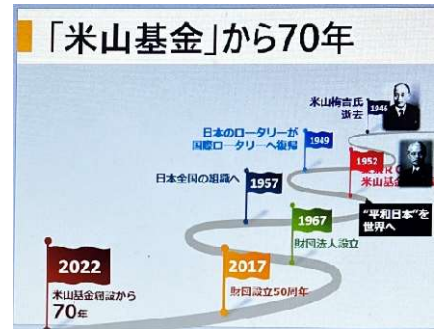 「米山基金」から70年
米山梅吉氏
逝去
1946
日本のロータリーが
国際ロータリーへ復帰
1949
1952
米山基金
日本全国の組織へ
1957
"平和日本"を
世界へ
1967
財団法人設立
2022
米山基金創設から
70年
2017
財団設立50周年